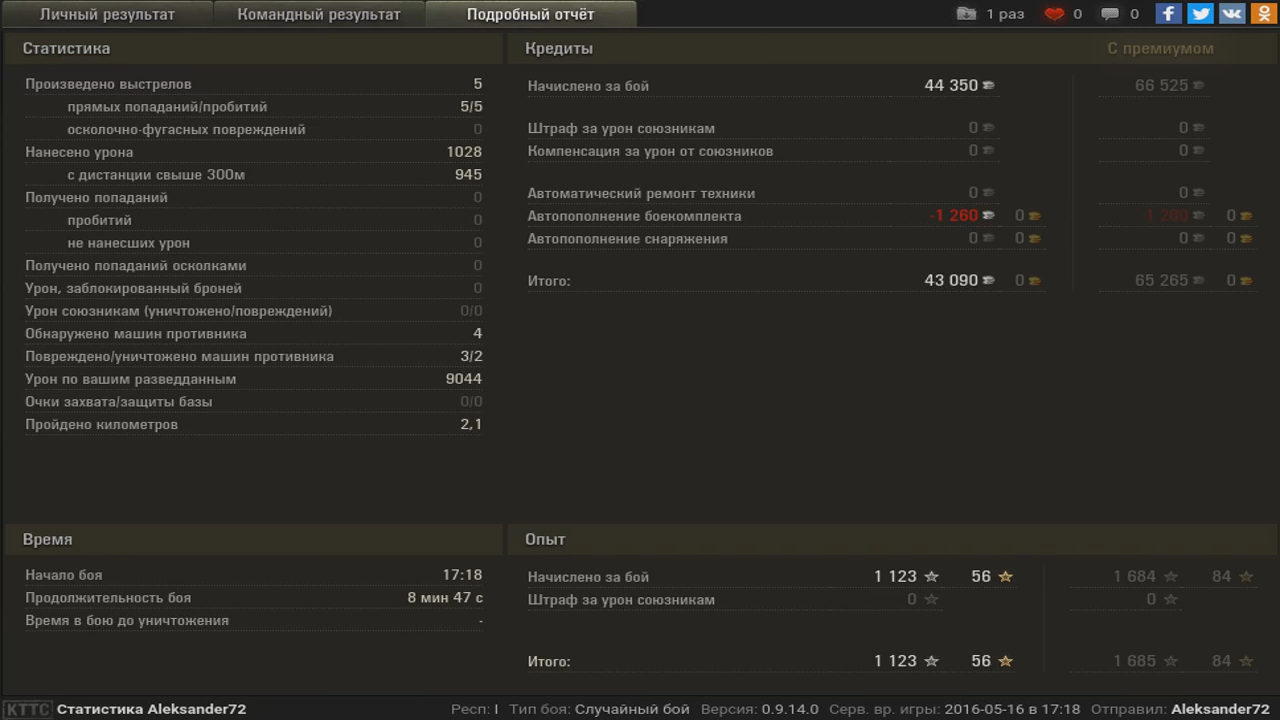 Личный результат Командный результат Подробный отчёт 1 раз 0 0
Статистика
Произведено выстрелов 5
прямых попаданий/пробитий 5/5
осколочно-фугасных повреждений 0
Нанесено урона 1028
с дистанции свыше 300м 945
Получено попаданий 0
пробитий 0
не нанесших урон 0
Получено попаданий осколками 0
Урон, заблокированный броней 0
Урон союзникам (уничтожено/повреждений) 0/0
Обнаружено машин противника 4
Повреждено/уничтожено машин противника 3/2
Урон по вашим разведданным 9044
Очки захвата/защиты базы 0/0
Пройдено километров 2,1
Кредиты С премиумом
Начислено за бой 44 350 66 525
Штраф за урон союзникам 0 0
Компенсация за урон от союзников 0 0
Автоматический ремонт техники 0 0
Автопополнение боекомплекта -1 260 0 0
Автопополнение снаряжения 0 0 0 0
Итого: 43 090 0 65 265 0
Время
Начало боя 17:18
Продолжительность боя 8 мин 47 с
Время в бою до уничтожения -
Опыт
Начислено за бой 1 123 56 1 684 84
Штраф за урон союзникам 0 0
Итого: 1 123 56 1 685 84
КТТС Статистика Aleksander72 Респ: I Тип боя: Случайный бой Версия: 0.9.14.0 Серв. вр. игры: 2016-05-16 в 17:18 Отправил: Aleksander72